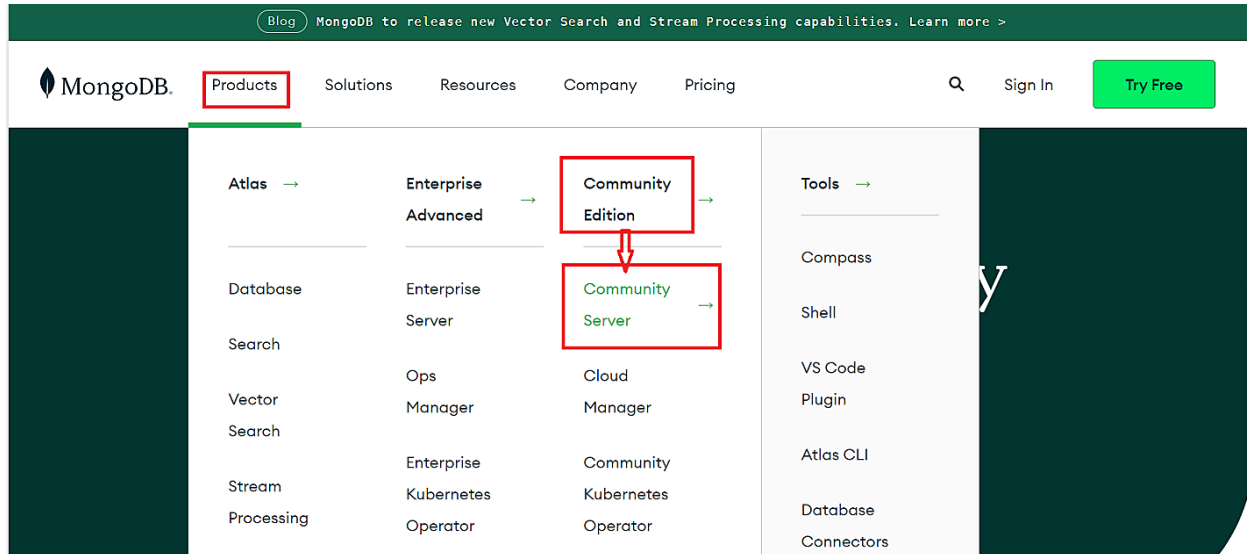 Blog MongoDB to release new Vector Search and Stream Processing capabilities. Learn more >
MongoDB. Products Solutions Resources Company Pricing Sign In Try Free
Atlas →
Database
Search
Vector
Search
Stream
Processing
Enterprise
Advanced →
Enterprise
Server
Ops
Manager
Enterprise
Kubernetes
Operator
Community
Edition →
Community
Server →
Cloud
Manager
Community
Kubernetes
Operator
Tools →
Compass
Shell
VS Code
Plugin
Atlas CLI
Database
Connectors
y